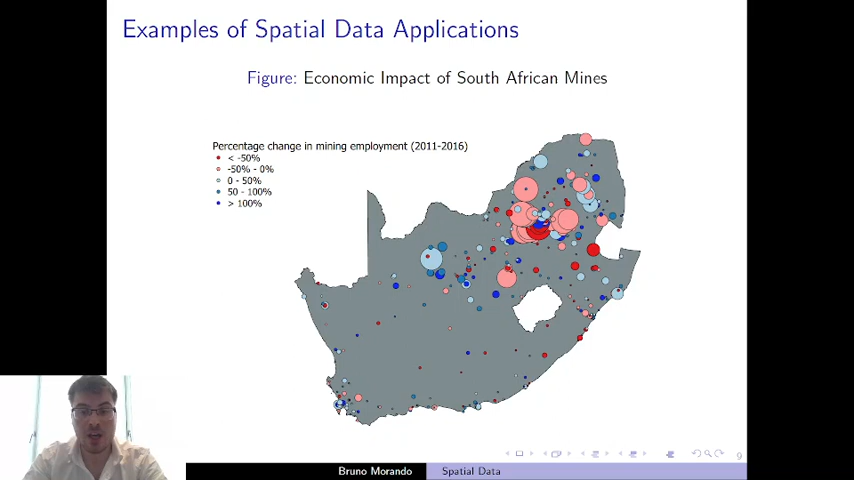 Examples of Spatial Data Applications
Figure: Economic Impact of South African Mines
Percentage change in mining employment (2011-2016)
< -50%
-50% - 0%
0 - 50%
50 - 100%
> 100%
9
Bruno Morando
Spatial Data